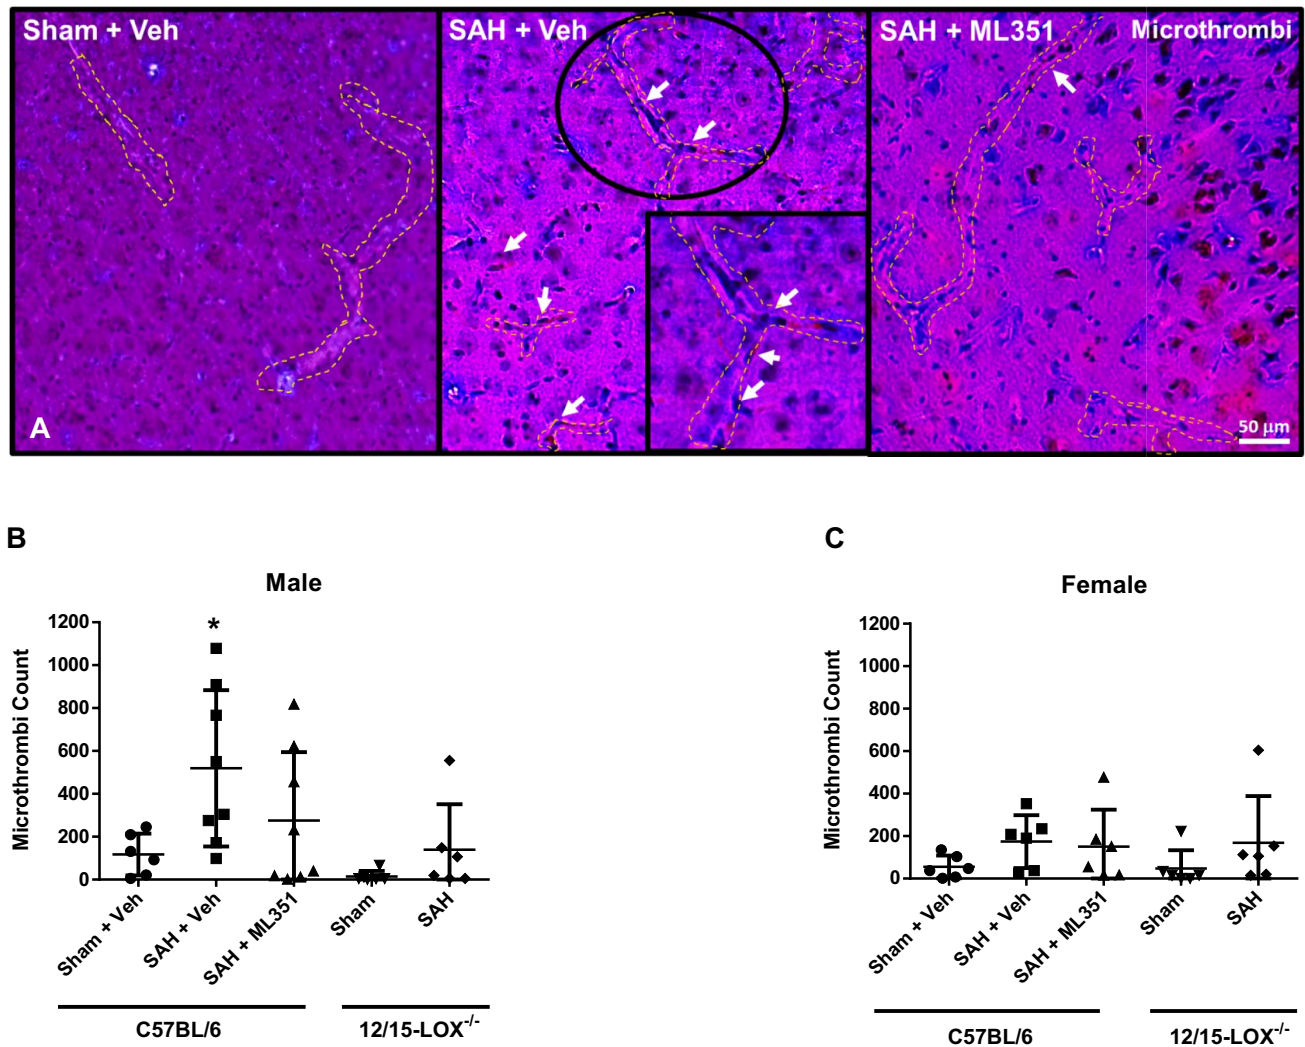 Sham + Veh
SAH + Veh
SAH + ML351
Microthrombi
A
50 µm
B
Male
*
Microthrombi Count
1200
1000
800
600
400
200
0
Sham + Veh
SAH + Veh
SAH + ML351
Sham
SAH
C57BL/6
12/15-LOX-/-
C
Female
Microthrombi Count
1200
1000
800
600
400
200
0
Sham + Veh
SAH + Veh
SAH + ML351
Sham
SAH
C57BL/6
12/15-LOX-/-